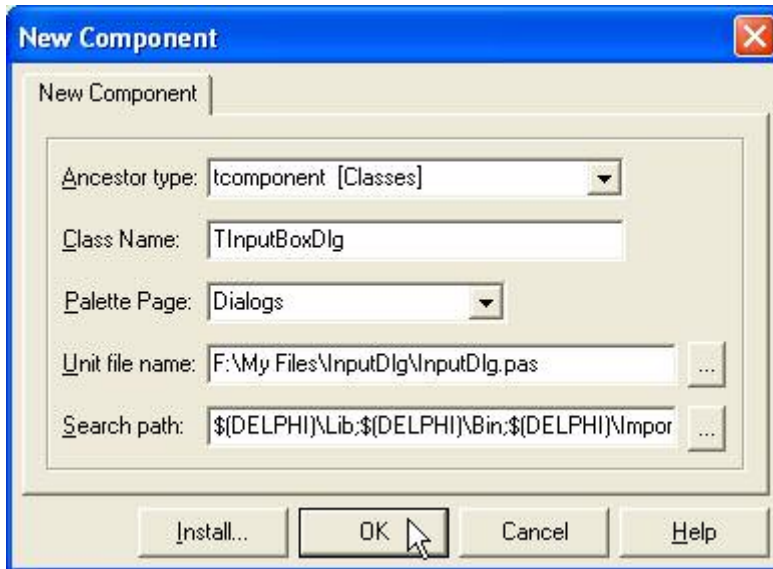 New Component
New Component
Ancestor type: tcomponent [Classes]
Class Name: TInputBoxDlg
Palette Page: Dialogs
Unit file name: F:\My Files\InputDlg\InputDlg.pas ...
Search path: $(DELPHI)\Lib;$(DELPHI)\Bin;$(DELPHI)\Impor ...
Install... OK Cancel Help